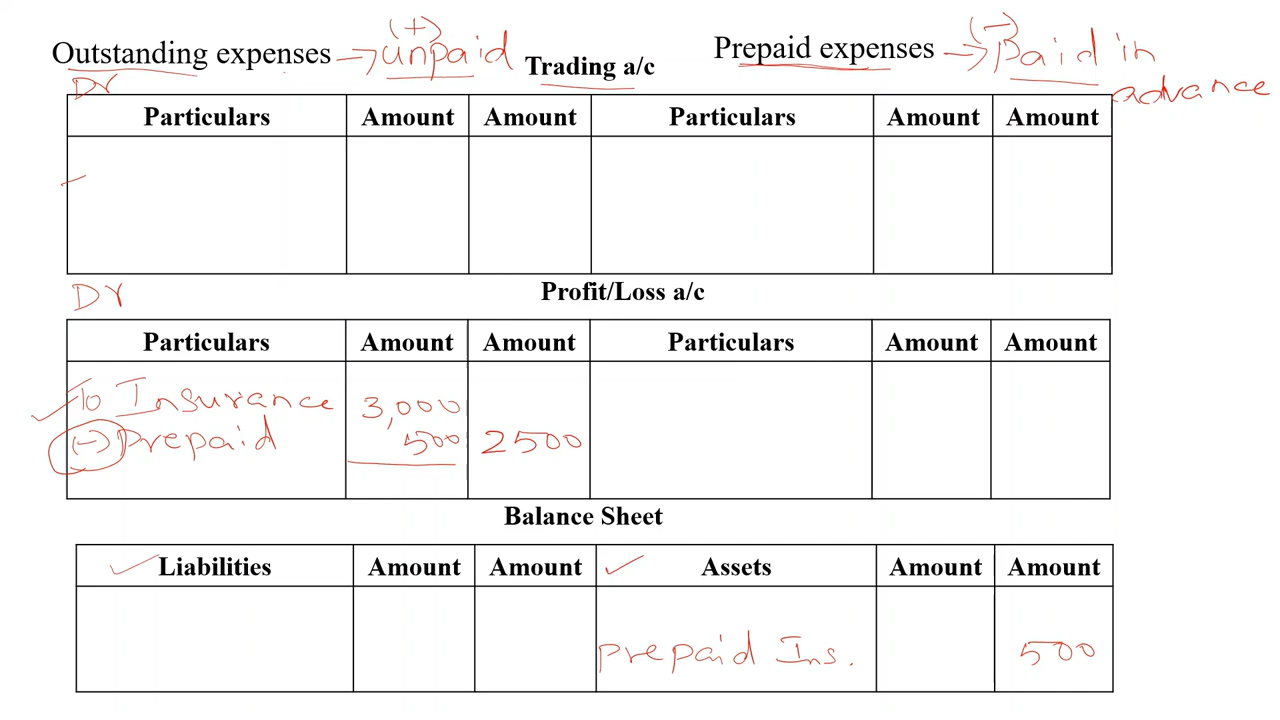 Outstanding expenses → unpaid (+)
Prepaid expenses → Paid in advance (-)
Trading a/c
Dr
Particulars Amount Amount Particulars Amount Amount
Dr
Profit/Loss a/c
Particulars Amount Amount Particulars Amount Amount
To Insurance 3,000
(-) Prepaid 500 2500
Balance Sheet
Liabilities Amount Amount Assets Amount Amount
Prepaid Ins. 500